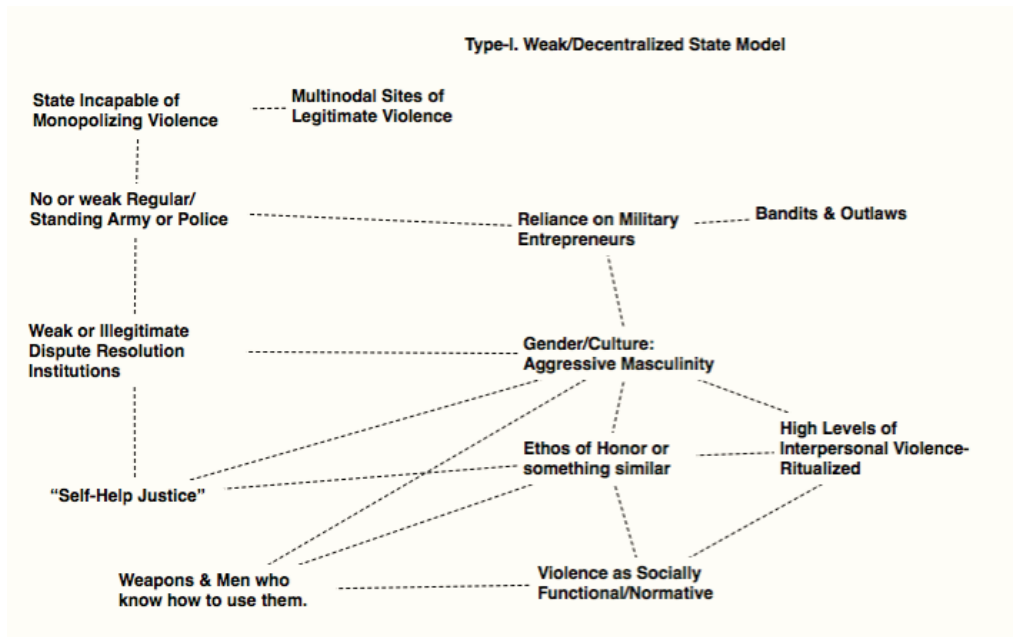 Type-I. Weak/Decentralized State Model
State Incapable of
Monopolizing Violence
Multinodal Sites of
Legitimate Violence
No or weak Regular/
Standing Army or Police
Reliance on Military
Entrepreneurs
Bandits & Outlaws
Weak or Illegitimate
Dispute Resolution
Institutions
Gender/Culture:
Aggressive Masculinity
High Levels of
Interpersonal Violence-
Ritualized
Ethos of Honor or
something similar
“Self-Help Justice”
Weapons & Men who
know how to use them.
Violence as Socially
Functional/Normative